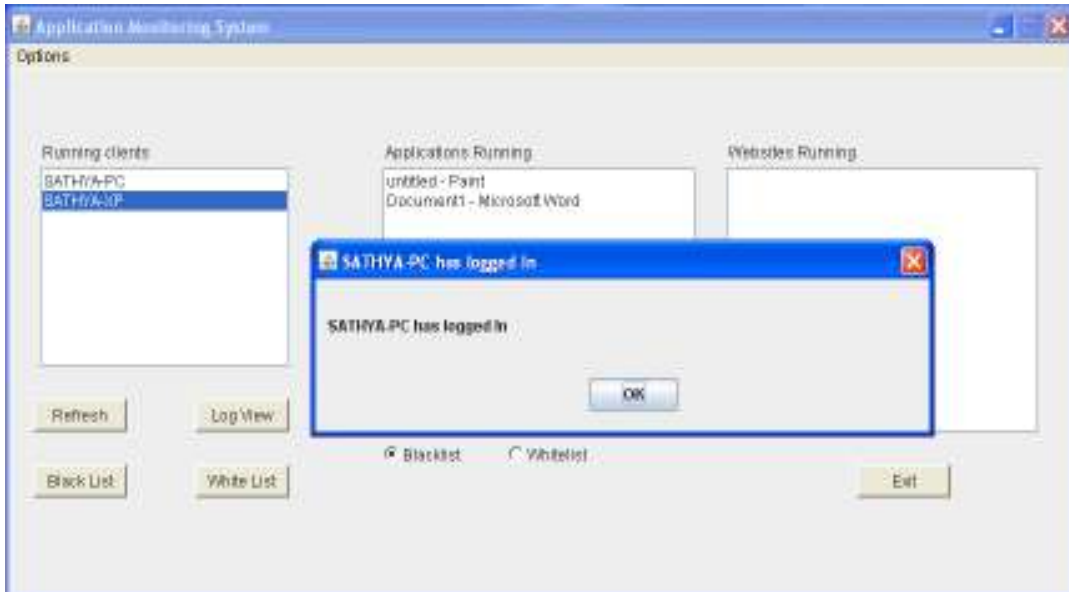 Application Monitoring System
Options
Running clients
Applications Running
Websites Running
SATHYA-PC
SATHYA-XP
untitled - Paint
Document1 - Microsoft Word
SATHYA-PC has logged In
SATHYA-PC has logged In
OK
Refresh
Log View
Blacklist
Whitelist
Black List
White List
Exit